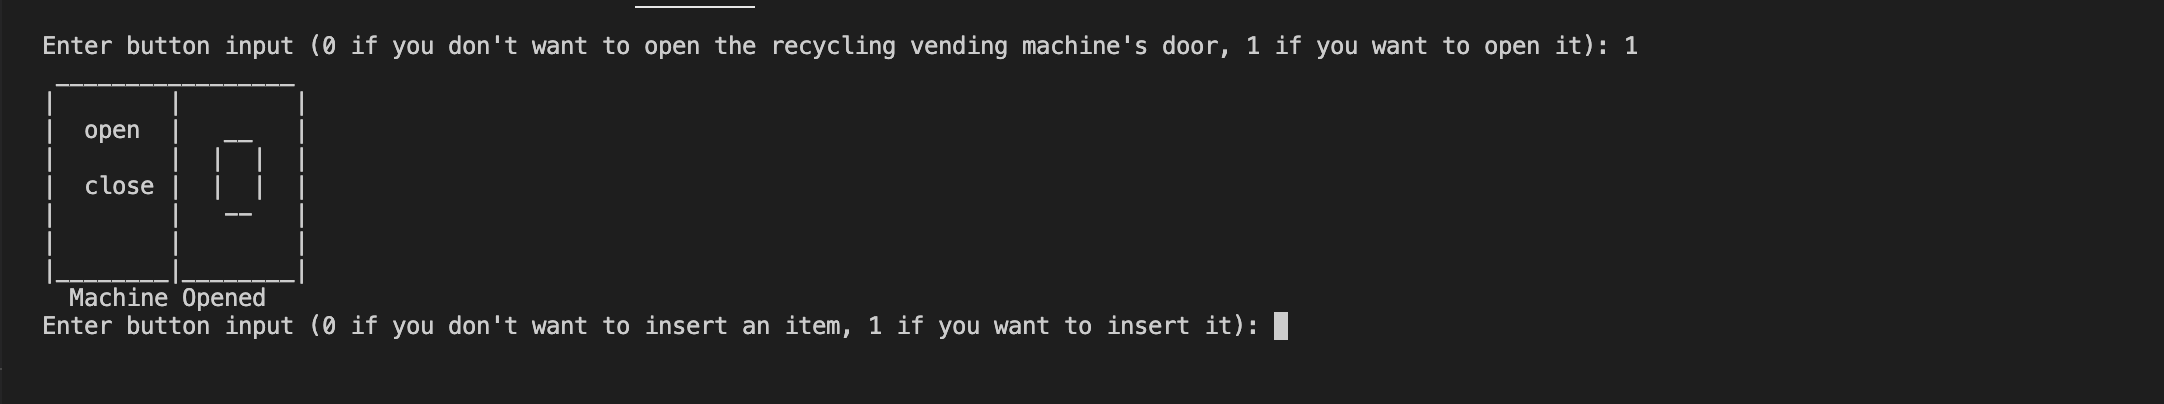 Enter button input (0 if you don't want to open the recycling vending machine's door, 1 if you want to open it): 1
open
close
Machine Opened
Enter button input (0 if you don't want to insert an item, 1 if you want to insert it):